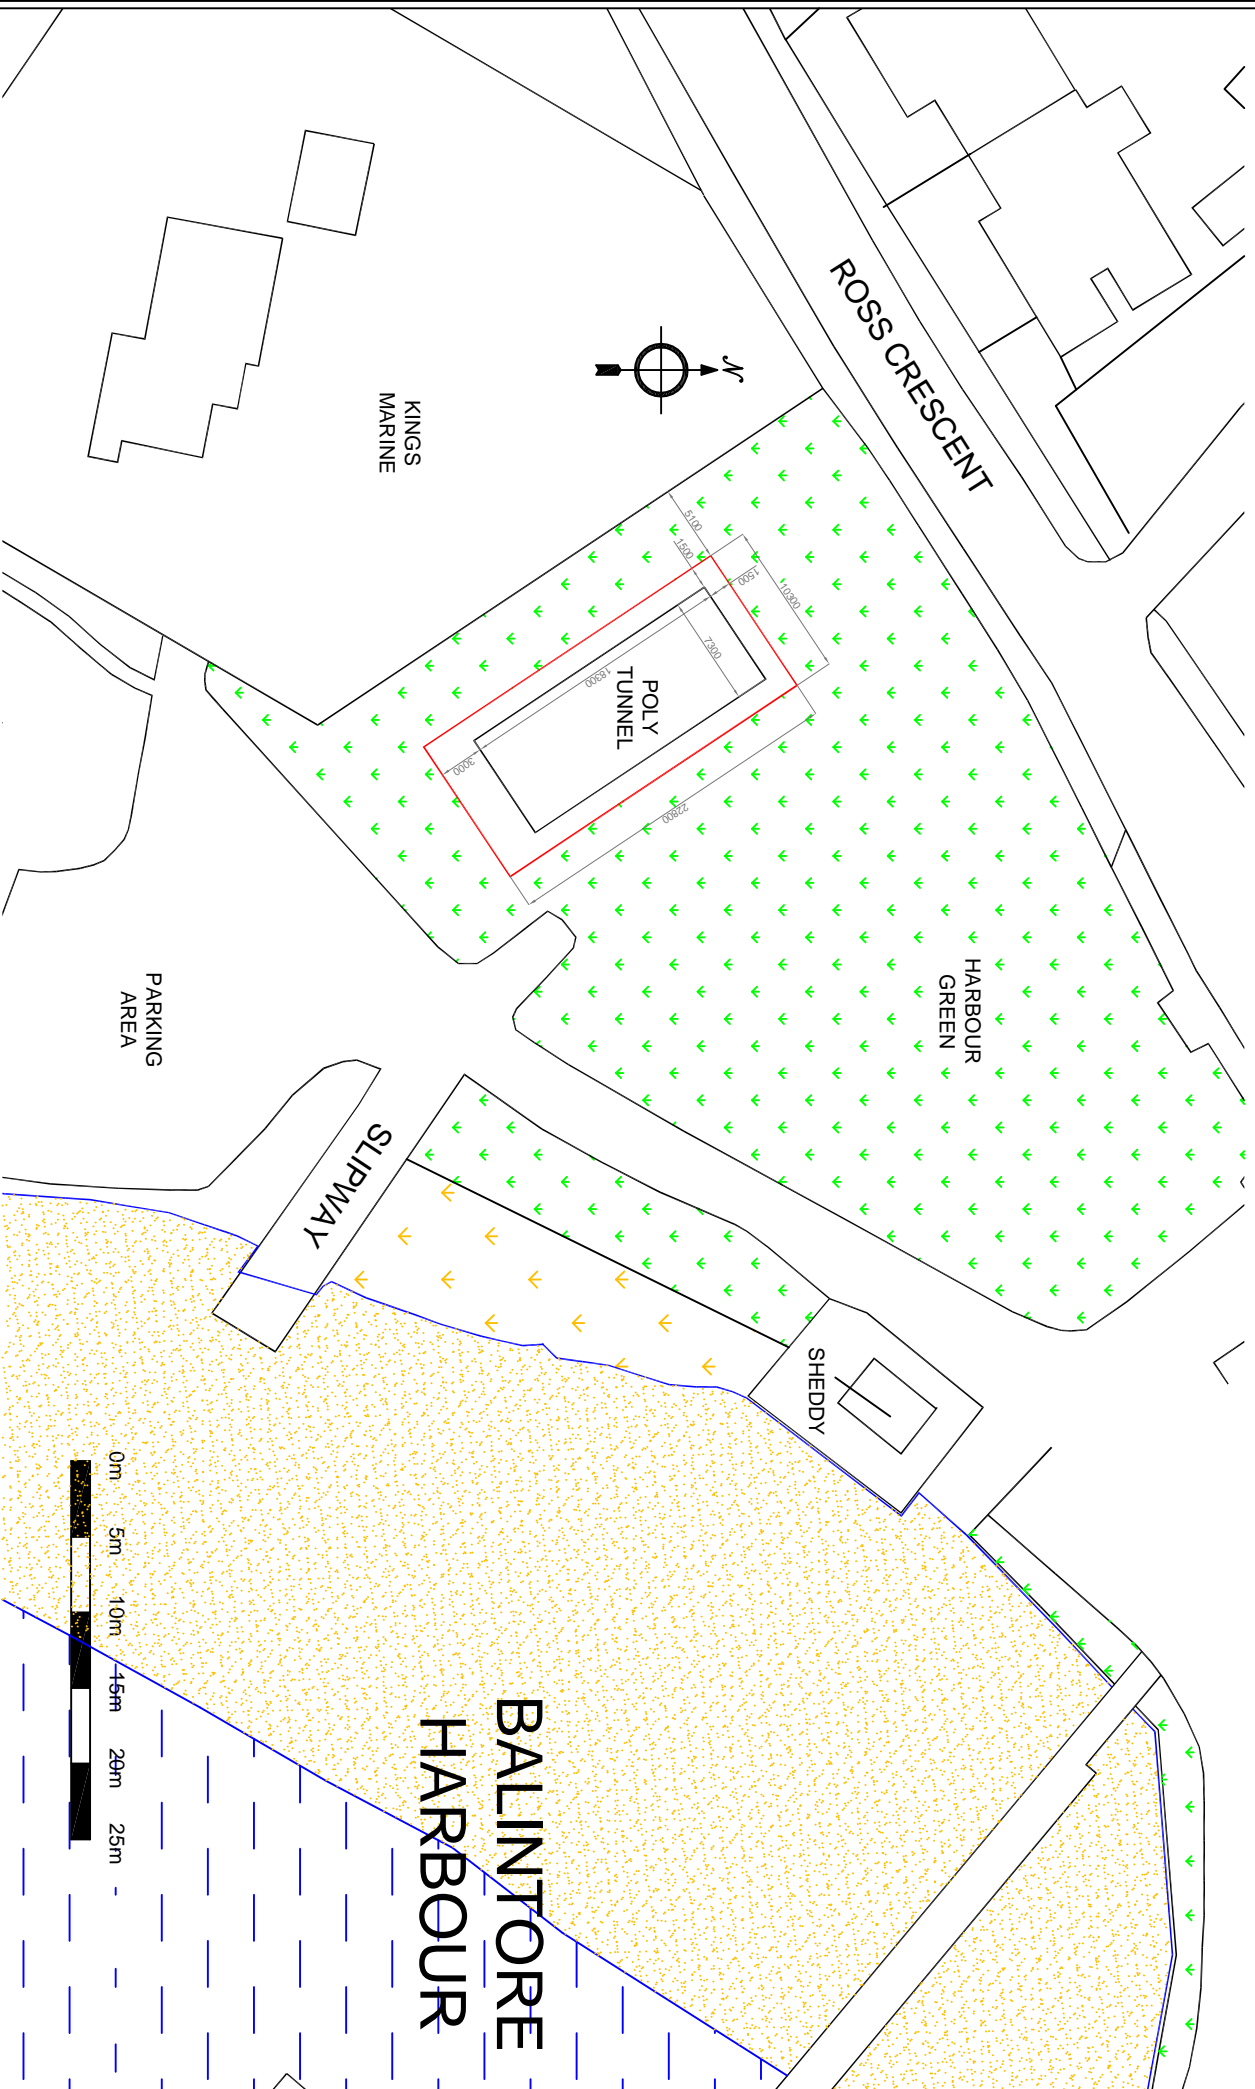 ROSS CRESCENT
N
KINGS
MARINE
5100
1500
1500
10300
7300
18300
POLY
TUNNEL
3000
22800
HARBOUR
GREEN
PARKING
AREA
SLIPWAY
SHEDDY
0m
5m
10m
15m
20m
25m
BALINTORE
HARBOUR